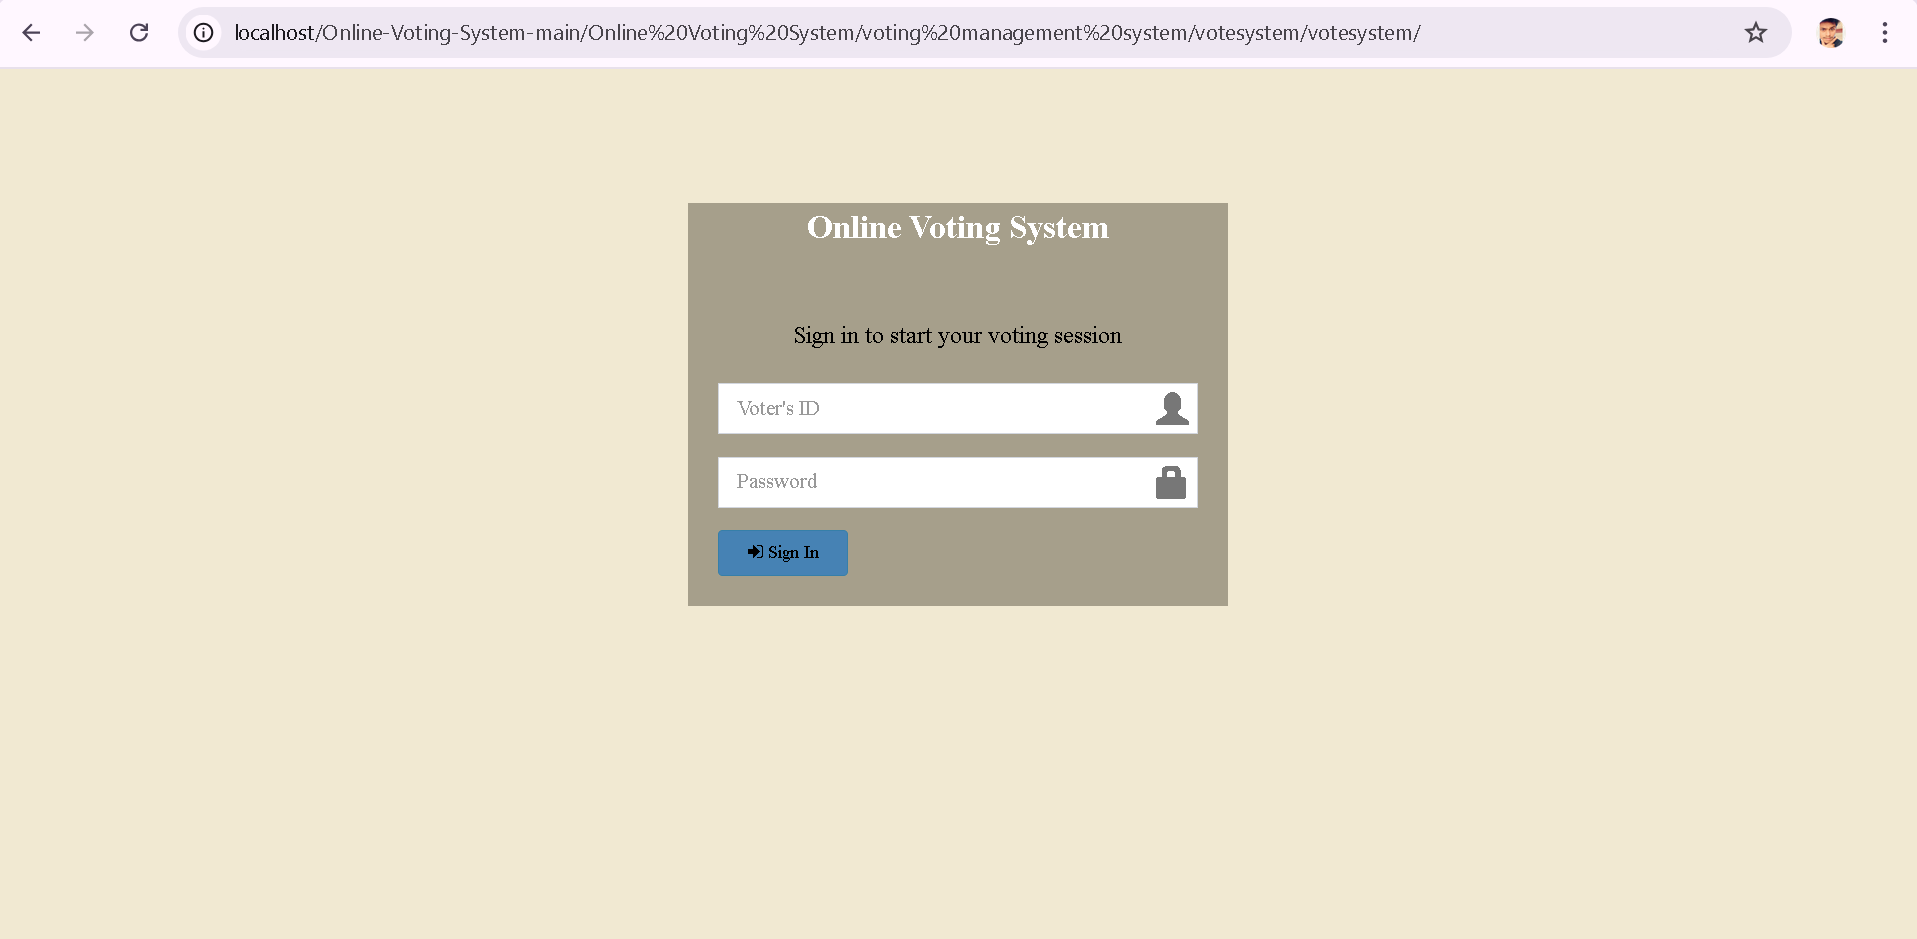 localhost/Online-Voting-System-main/Online%20Voting%20System/voting%20management%20system/votesystem/votesystem/
Online Voting System
Sign in to start your voting session
Voter's ID
Password
Sign In